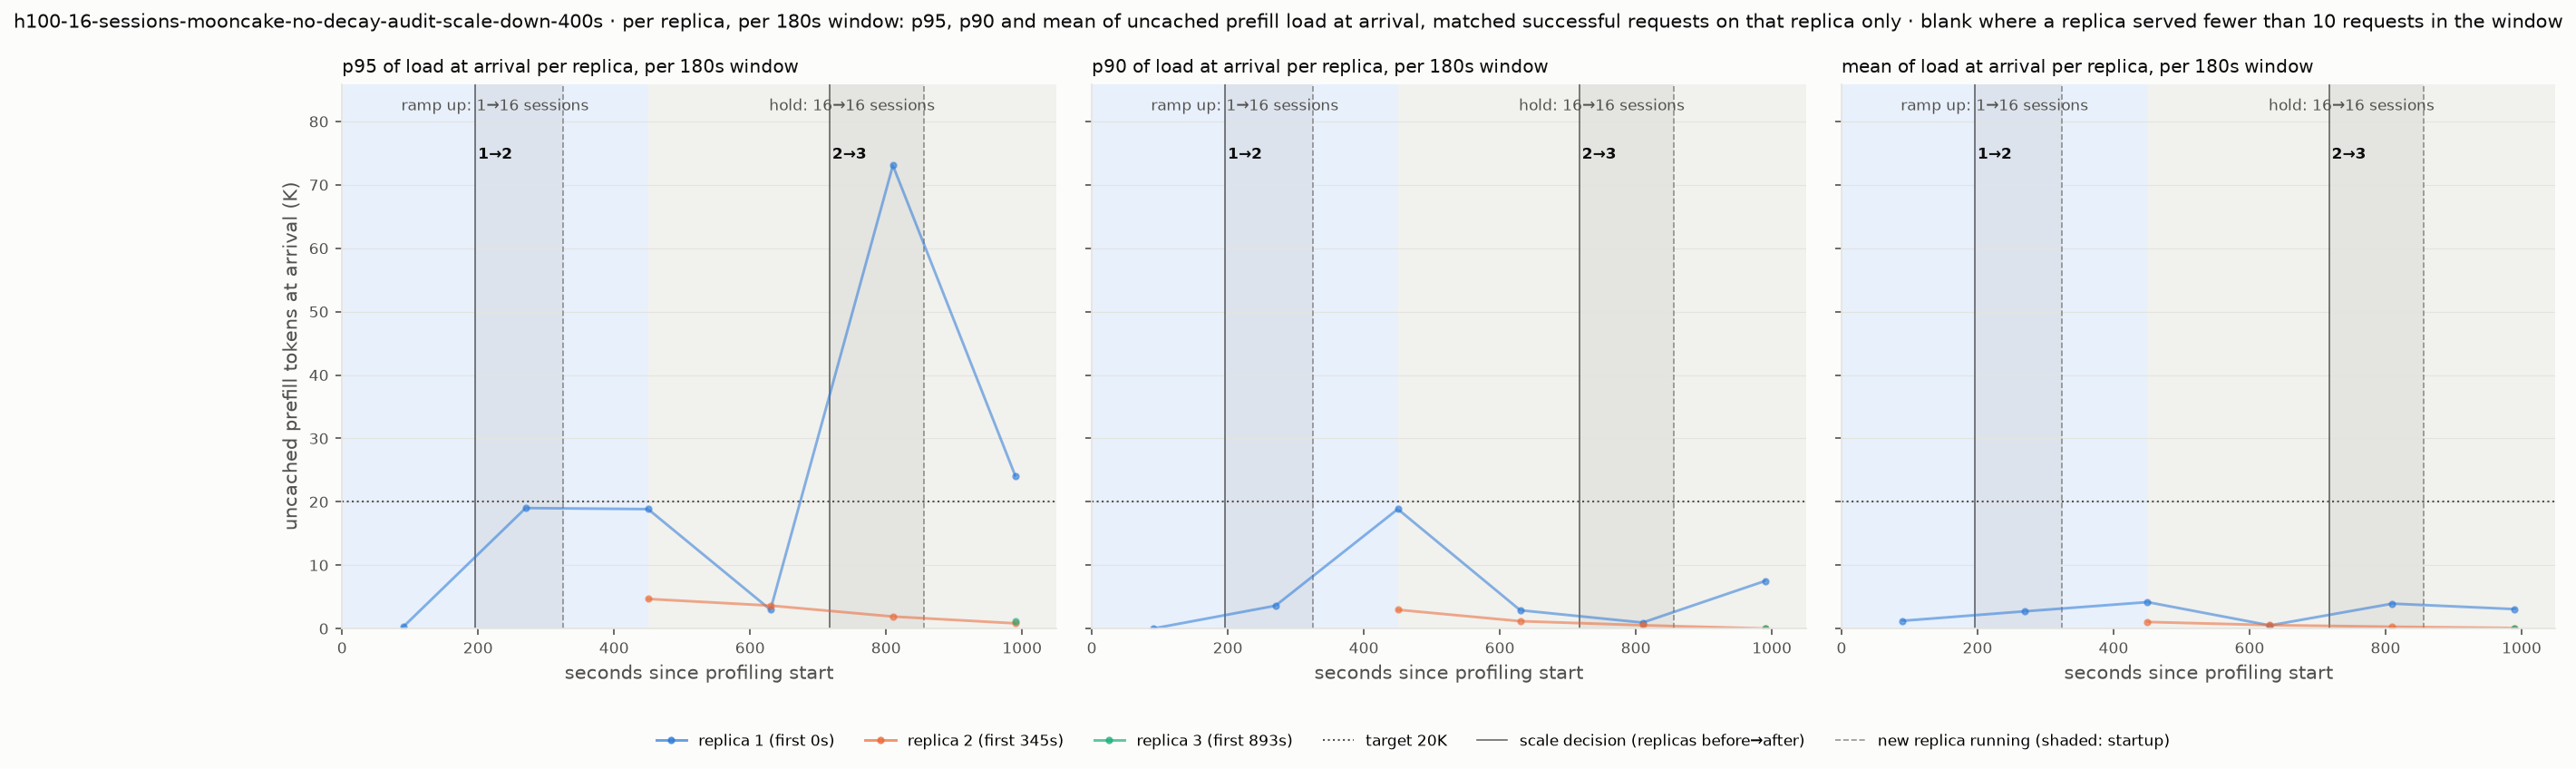 h100-16-sessions-mooncake-no-decay-audit-scale-down-400s · per replica, per 180s window: p95, p90 and mean of uncached prefill load at arrival, matched successful requests on that replica only · blank where a replica served fewer than 10 requests in the window
p95 of load at arrival per replica, per 180s window
ramp up: 1→16 sessions
hold: 16→16 sessions
1→2
2→3
uncached prefill tokens at arrival (K)
80
70
60
50
40
30
20
10
0
0 200 400 600 800 1000
seconds since profiling start
p90 of load at arrival per replica, per 180s window
ramp up: 1→16 sessions
hold: 16→16 sessions
1→2
2→3
0 200 400 600 800 1000
seconds since profiling start
mean of load at arrival per replica, per 180s window
ramp up: 1→16 sessions
hold: 16→16 sessions
1→2
2→3
0 200 400 600 800 1000
seconds since profiling start
replica 1 (first 0s) replica 2 (first 345s) replica 3 (first 893s) target 20K scale decision (replicas before→after) new replica running (shaded: startup)